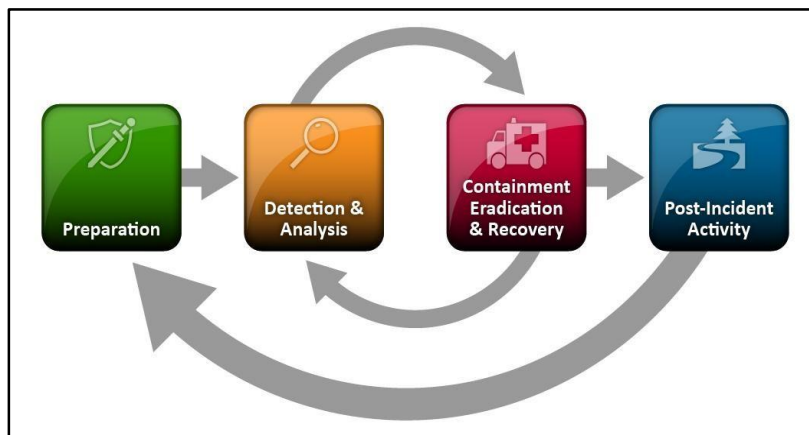 Preparation
Detection &
Analysis
Containment
Eradication
& Recovery
Post-Incident
Activity